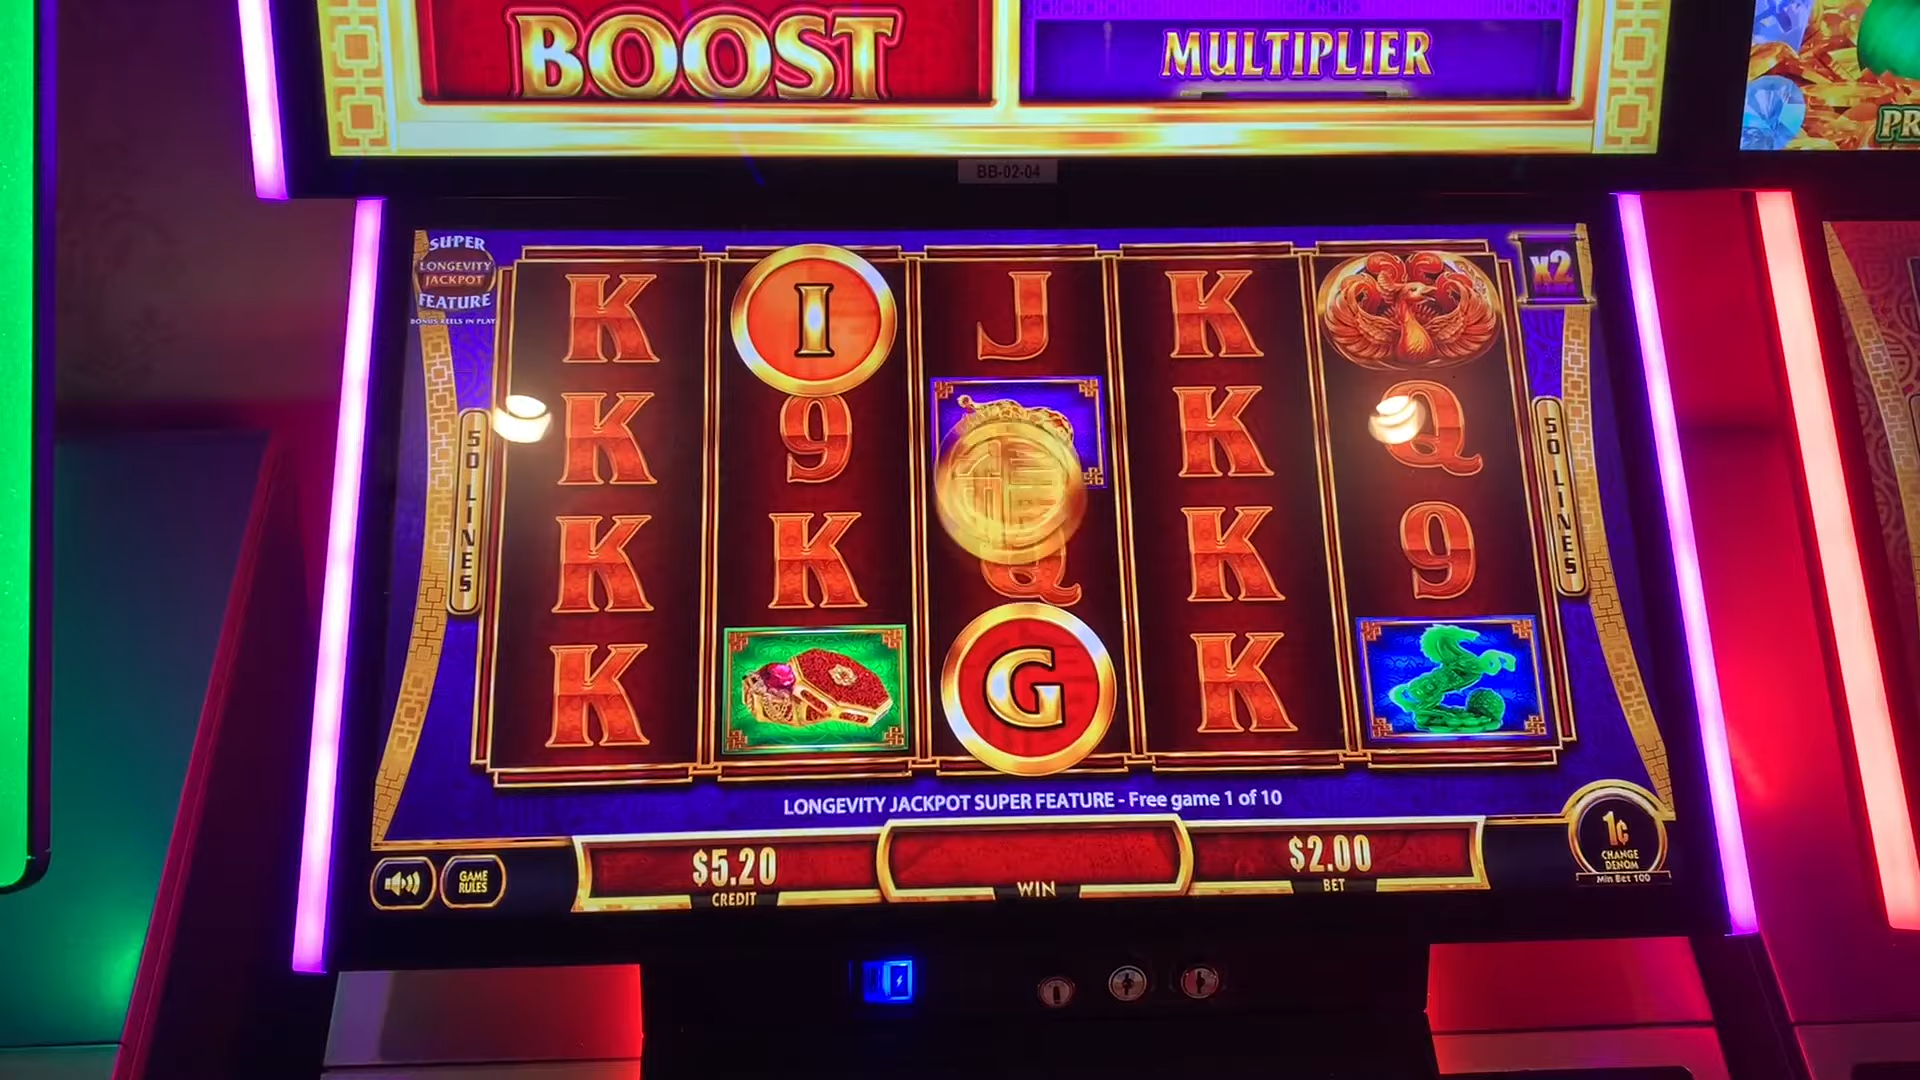 BOOST
MULTIPLIER
PR
BB-02-04
SUPER
LONGEVITY
JACKPOT
FEATURE
BONUS REELS IN PLAY
x2
K I J K
K 9 K Q
K K Q K 9
K G K
50 LINES
50 LINES
福
LONGEVITY JACKPOT SUPER FEATURE - Free game 1 of 10
GAME
RULES
$5.20
CREDIT
WIN
$2.00
BET
1¢
CHANGE
DENOM
Min Bet 100